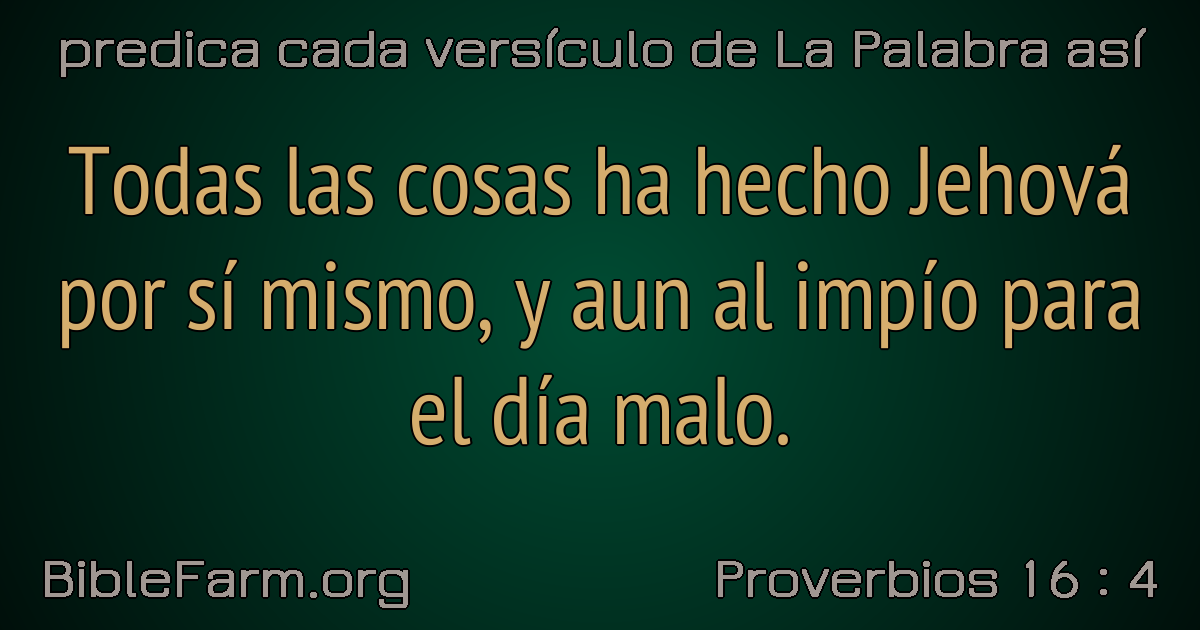 predica cada versículo de La Palabra así
Todas las cosas ha hecho Jehová
por sí mismo, y aun al impío para
el día malo.
BibleFarm.org
Proverbios 16 : 4